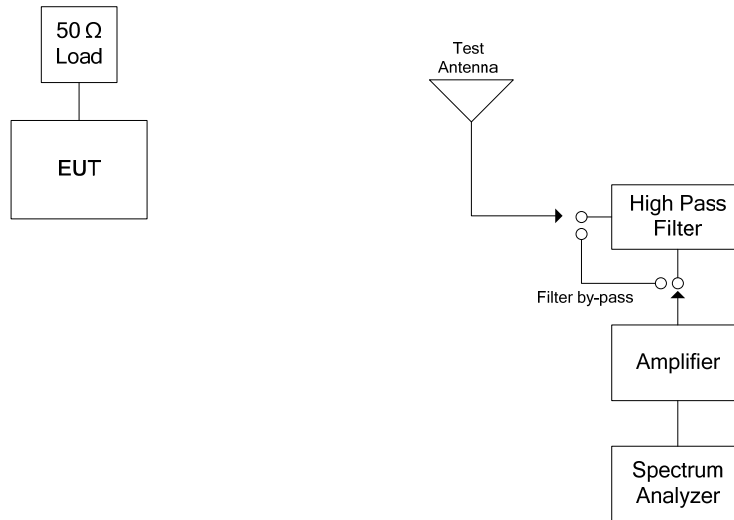 50 Ω
Load
EUT
Test
Antenna
High Pass
Filter
Filter by-pass
Amplifier
Spectrum
Analyzer